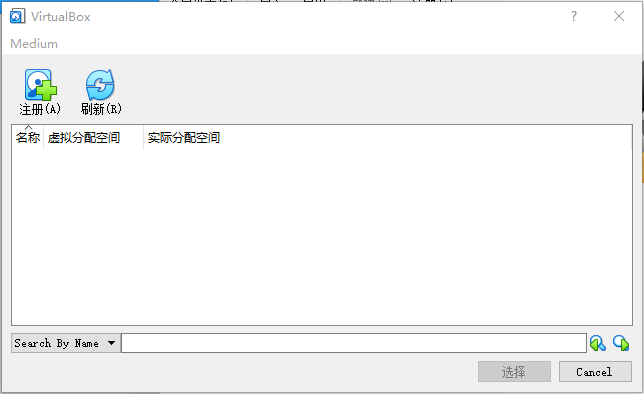 VirtualBox
Medium
注册(A) 刷新(R)
名称 虚拟分配空间 实际分配空间
Search By Name
选择 Cancel